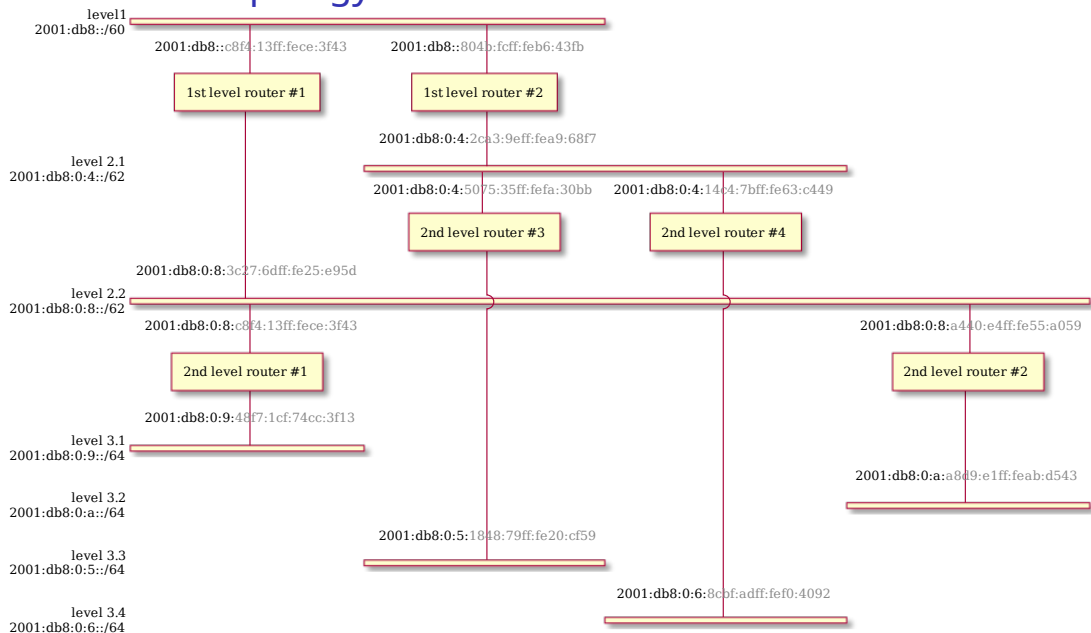 level1
2001:db8::/60
2001:db8::c8f4:13ff:fece:3f43
2001:db8::804b:fcff:feb6:43fb
1st level router #1
1st level router #2
2001:db8:0:4:2ca3:9eff:fea9:68f7
level 2.1
2001:db8:0:4::/62
2001:db8:0:4:5075:35ff:fefa:30bb
2001:db8:0:4:14c4:7bff:fe63:c449
2nd level router #3
2nd level router #4
2001:db8:0:8:3c27:6dff:fe25:e95d
level 2.2
2001:db8:0:8::/62
2001:db8:0:8:c8f4:13ff:fece:3f43
2001:db8:0:8:a440:e4ff:fe55:a059
2nd level router #1
2nd level router #2
2001:db8:0:9:48f7:1cf:74cc:3f13
level 3.1
2001:db8:0:9::/64
2001:db8:0:a:a8d9:e1ff:feab:d543
level 3.2
2001:db8:0:a::/64
2001:db8:0:5:1848:79ff:fe20:cf59
level 3.3
2001:db8:0:5::/64
2001:db8:0:6:8cbf:adff:fef0:4092
level 3.4
2001:db8:0:6::/64